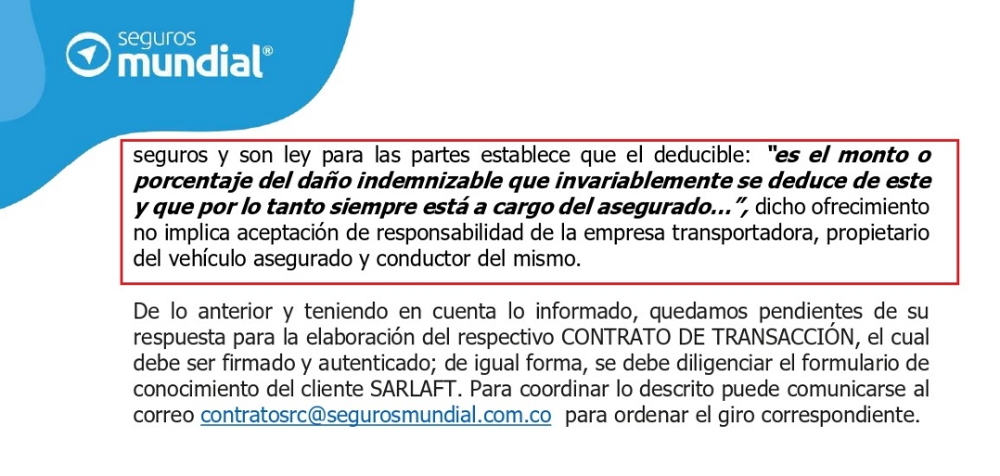 seguros
mundial®
seguros y son ley para las partes establece que el deducible: “es el monto o
porcentaje del daño indemnizable que invariablemente se deduce de este
y que por lo tanto siempre está a cargo del asegurado...”, dicho ofrecimiento
no implica aceptación de responsabilidad de la empresa transportadora, propietario
del vehículo asegurado y conductor del mismo.
De lo anterior y teniendo en cuenta lo informado, quedamos pendientes de su
respuesta para la elaboración del respectivo CONTRATO DE TRANSACCIÓN, el cual
debe ser firmado y autenticado; de igual forma, se debe diligenciar el formulario de
conocimiento del cliente SARLAFT. Para coordinar lo descrito puede comunicarse al
correo contratosrc@segurosmundial.com.co para ordenar el giro correspondiente.